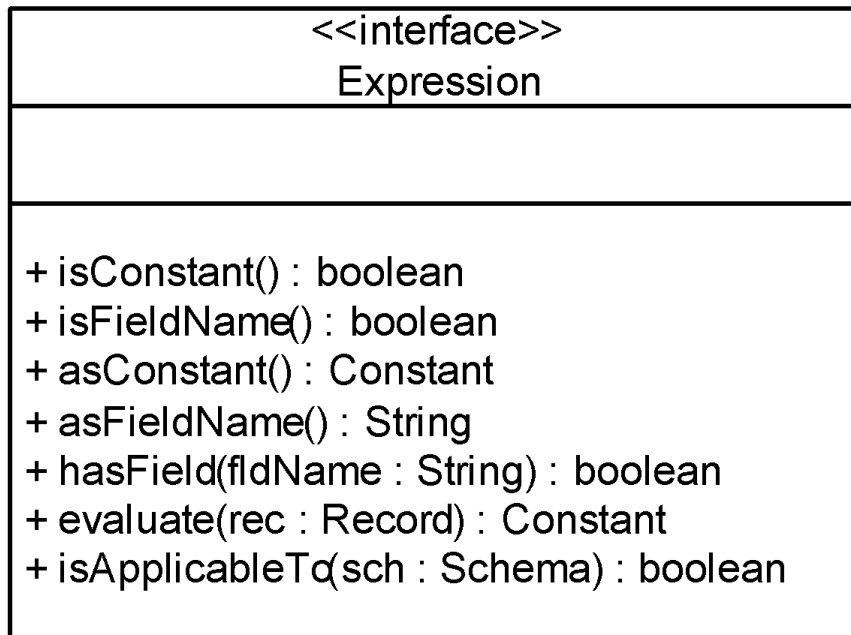 <<interface>>
Expression
+ isConstant() : boolean
+ isFieldName() : boolean
+ asConstant() : Constant
+ asFieldName() : String
+ hasField(fldName : String) : boolean
+ evaluate(rec : Record) : Constant
+ isApplicableTo(sch : Schema) : boolean